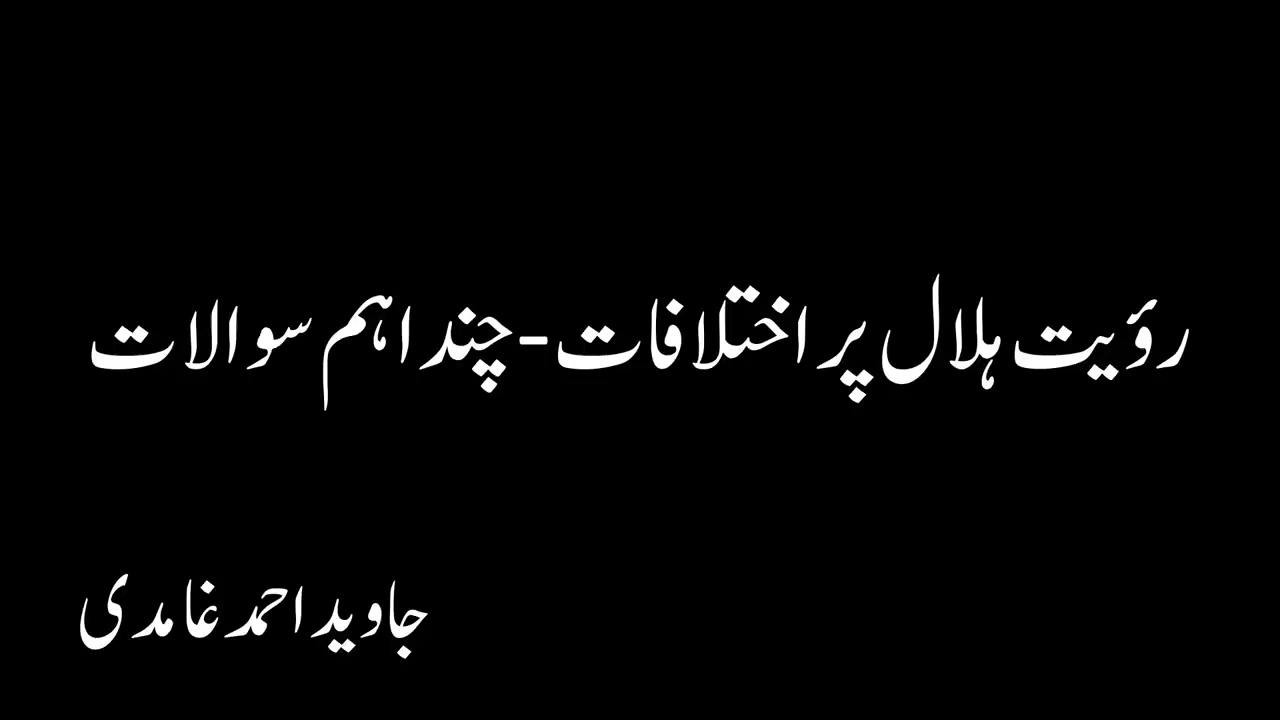 رؤیت ہلال پر اختلافات - چند اہم سوالات
جاوید احمد غامدی